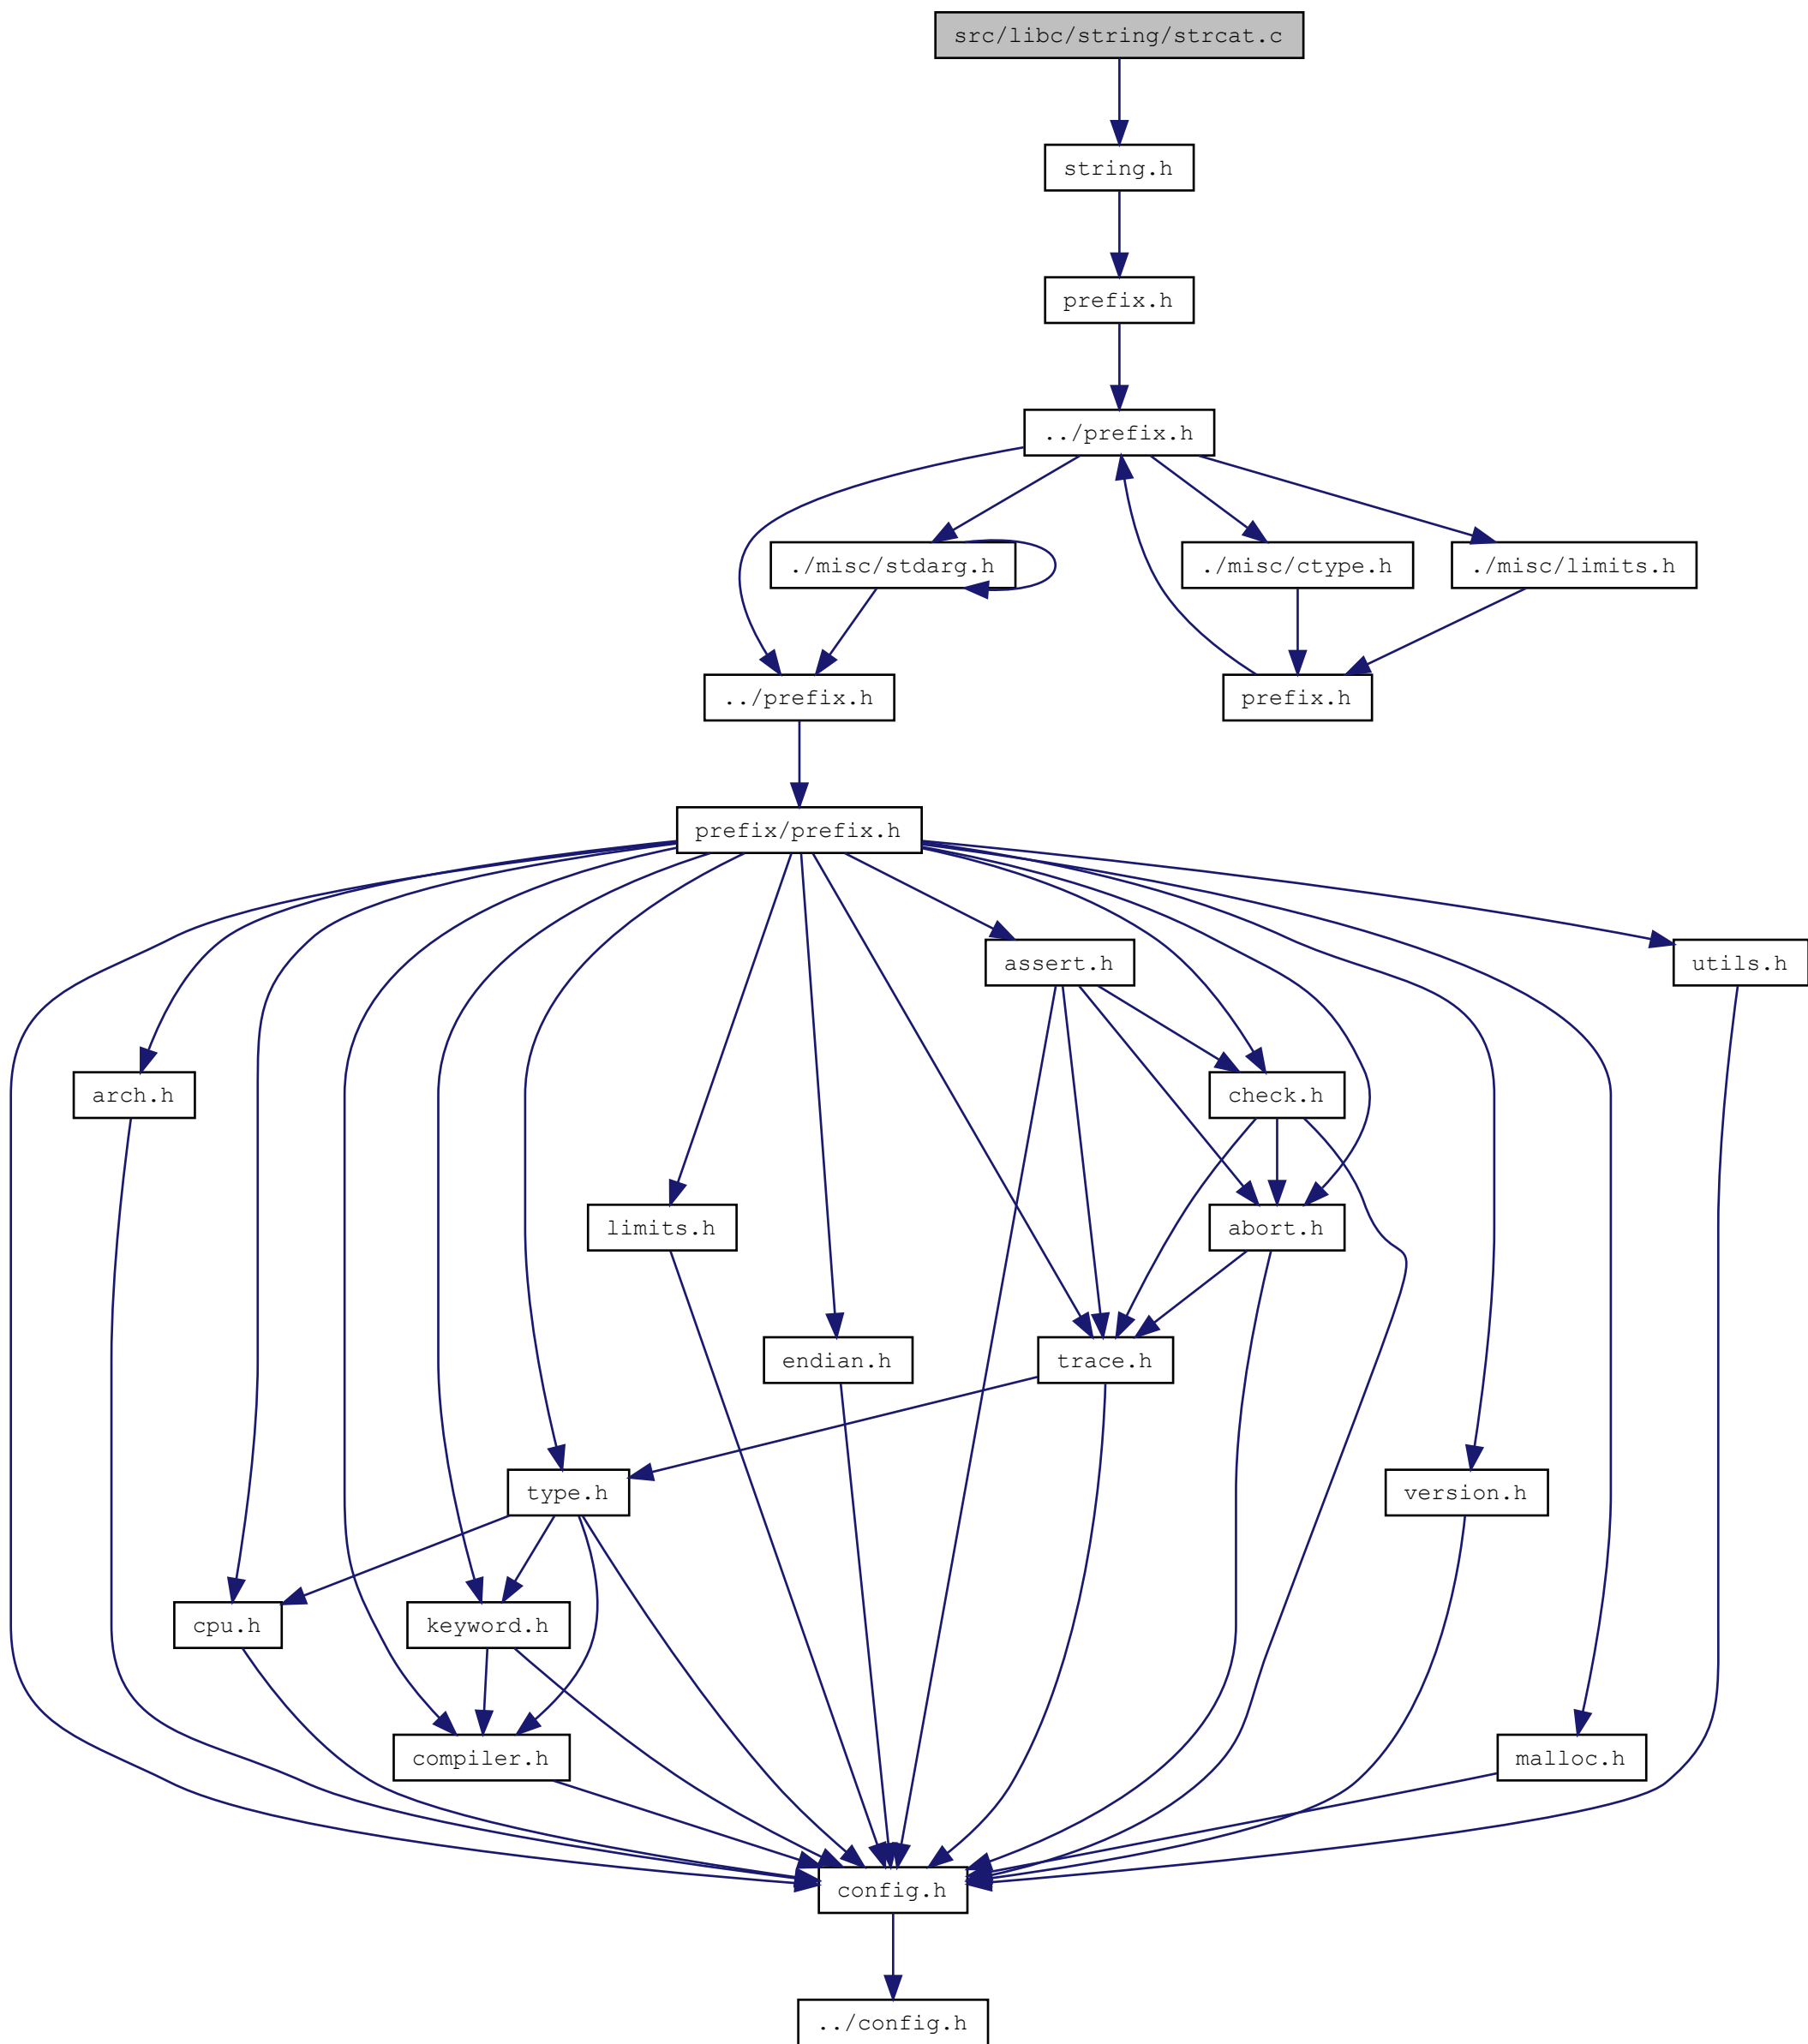 src/libc/string/strcat.c
string.h
prefix.h
../prefix.h
./misc/stdarg.h
./misc/ctype.h
./misc/limits.h
../prefix.h
prefix.h
prefix/prefix.h
assert.h
utils.h
arch.h
check.h
limits.h
abort.h
endian.h
trace.h
type.h
version.h
cpu.h
keyword.h
compiler.h
malloc.h
config.h
../config.h